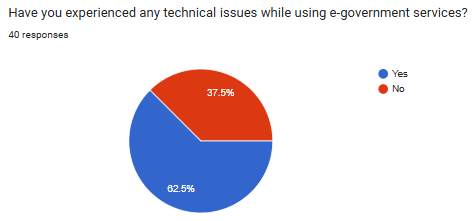 Have you experienced any technical issues while using e-government services?
40 responses
Yes
No
37.5%
62.5%